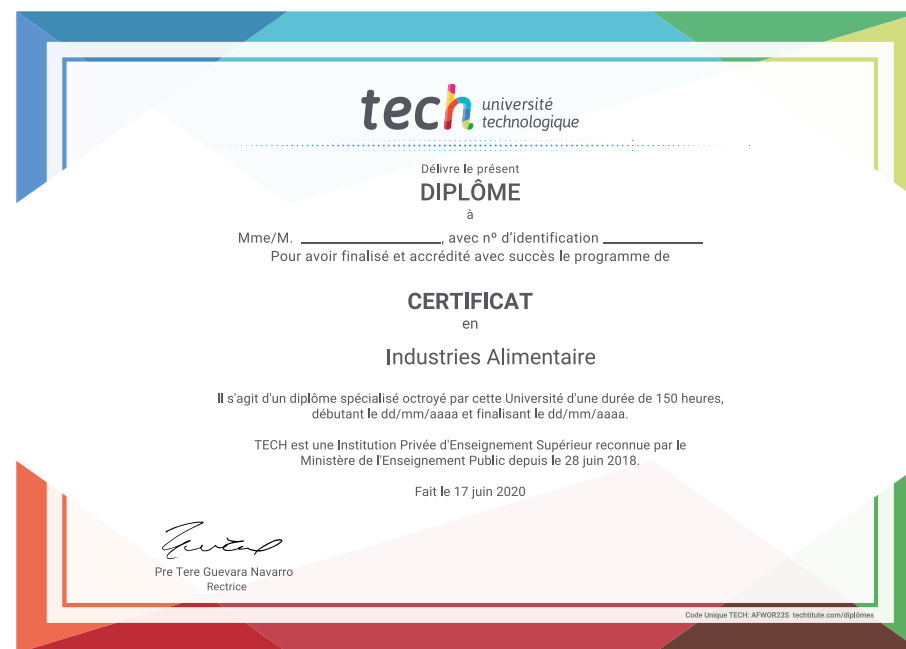 tech université
technologique
Délivre le présent
DIPLÔME
à
Mme/M. ____________________, avec nº d'identification ______________
Pour avoir finalisé et accrédité avec succès le programme de
CERTIFICAT
en
Industries Alimentaire
Il s'agit d'un diplôme spécialisé octroyé par cette Université d'une durée de 150 heures,
débutant le dd/mm/aaaa et finalisant le dd/mm/aaaa.
TECH est une Institution Privée d'Enseignement Supérieur reconnue par le
Ministère de l'Enseignement Public depuis le 28 juin 2018.
Fait le 17 juin 2020
Pre Tere Guevara Navarro
Rectrice
Code Unique TECH: AFWOR23S techtitute.com/diplômes